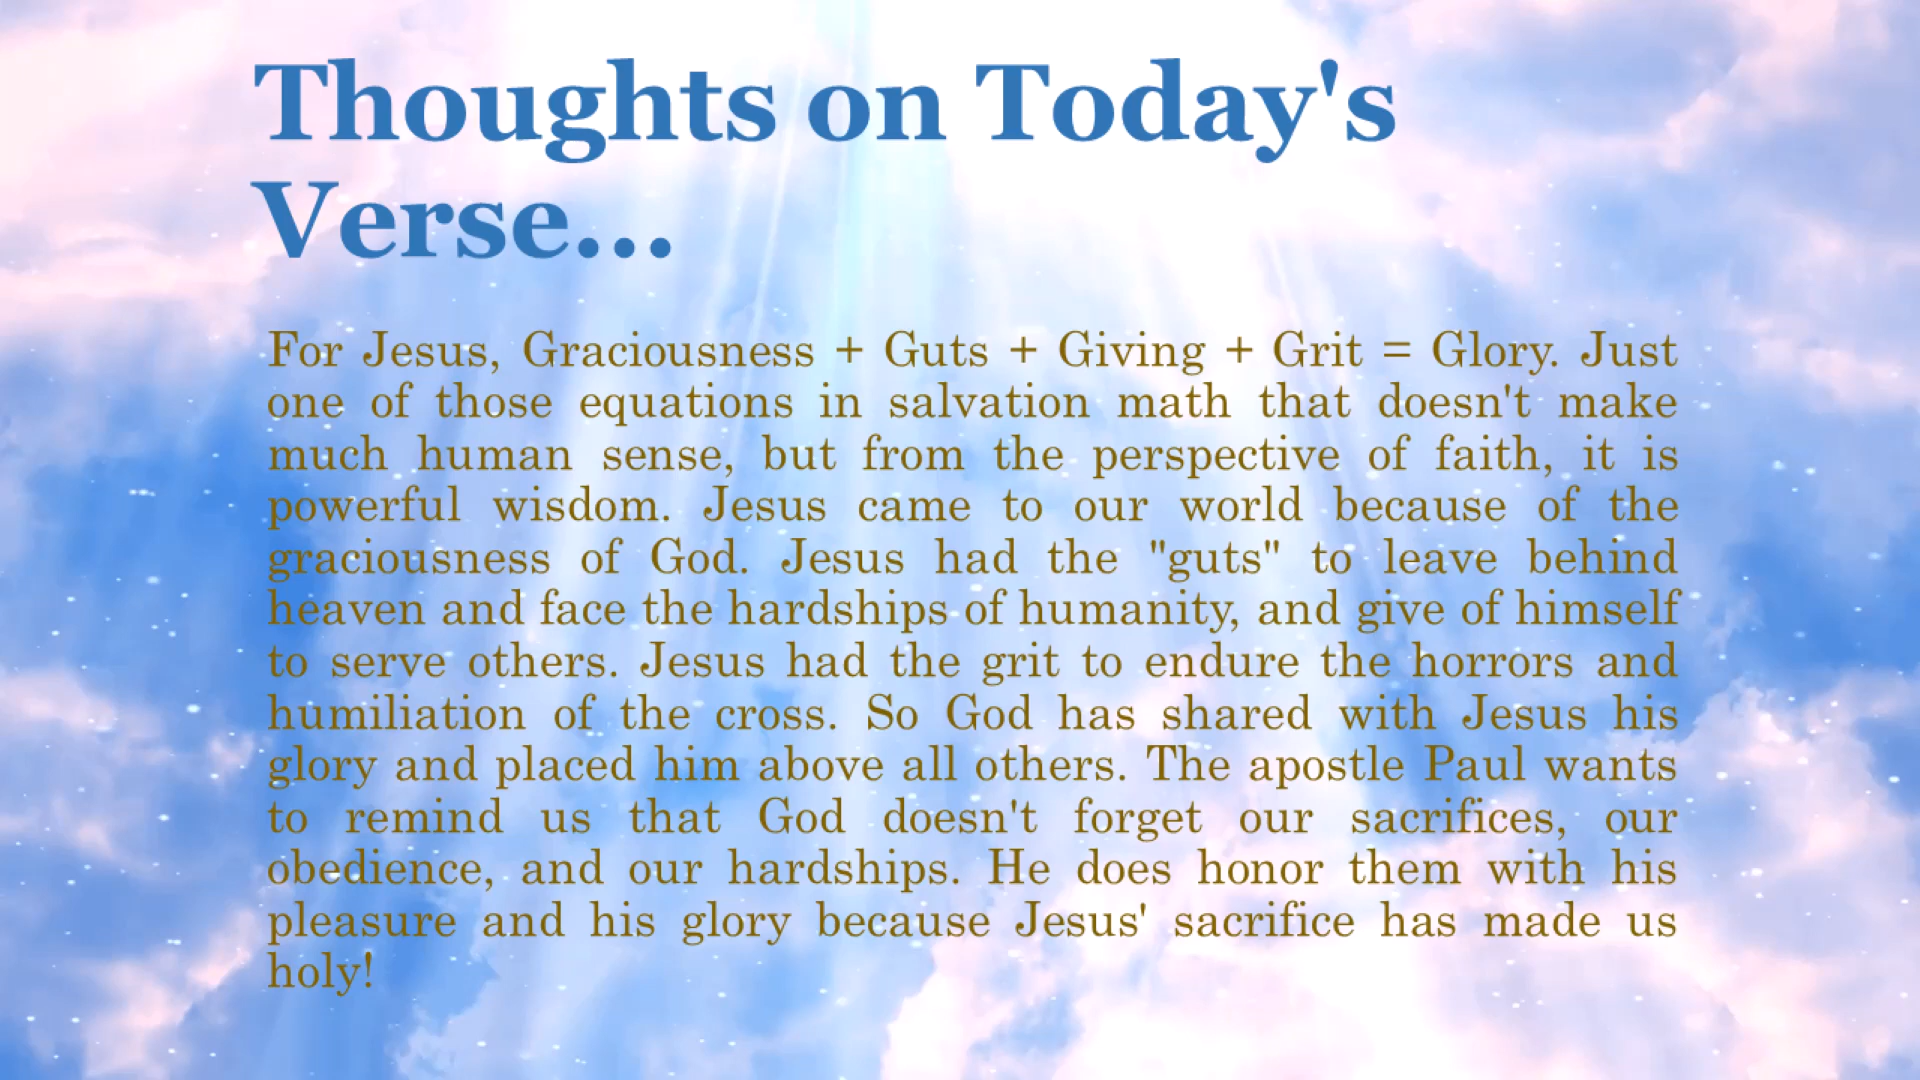 Thoughts on Today's
Verse...
For Jesus, Graciousness + Guts + Giving + Grit = Glory. Just
one of those equations in salvation math that doesn't make
much human sense, but from the perspective of faith, it is
powerful wisdom. Jesus came to our world because of the
graciousness of God. Jesus had the "guts" to leave behind
heaven and face the hardships of humanity, and give of himself
to serve others. Jesus had the grit to endure the horrors and
humiliation of the cross. So God has shared with Jesus his
glory and placed him above all others. The apostle Paul wants
to remind us that God doesn't forget our sacrifices, our
obedience, and our hardships. He does honor them with his
pleasure and his glory because Jesus' sacrifice has made us
holy!